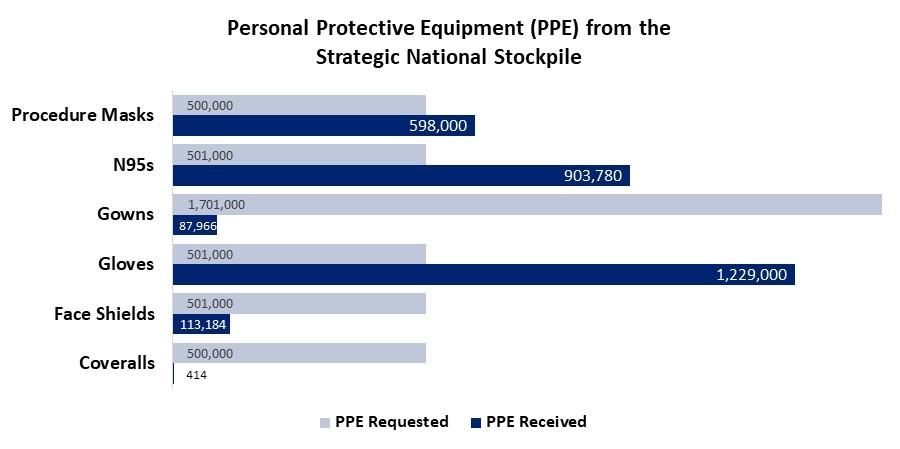 Personal Protective Equipment (PPE) from the
Strategic National Stockpile
Procedure Masks
500,000
598,000
N95s
501,000
903,780
Gowns
1,701,000
87,966
Gloves
501,000
1,229,000
Face Shields
501,000
113,184
Coveralls
500,000
414
PPE Requested PPE Received